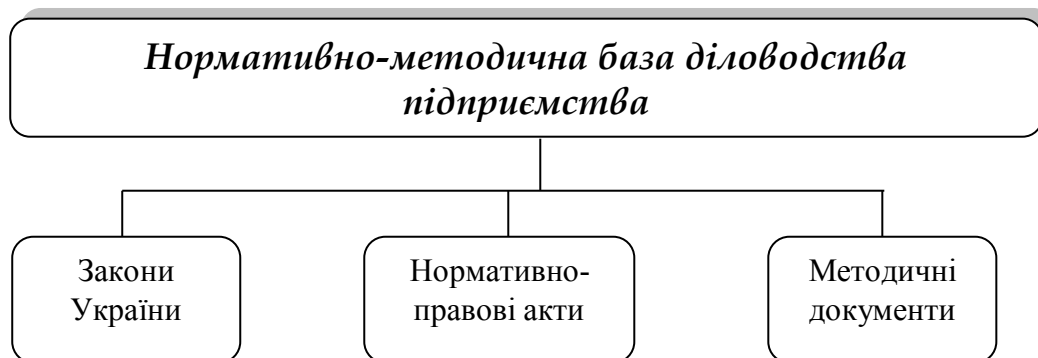 Нормативно-методична база діловодства
підприємства
Закони
України
Нормативно-
правові акти
Методичні
документи